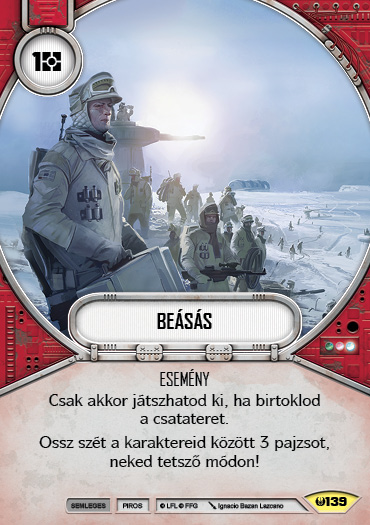 1
BEÁSÁS
ESEMÉNY
Csak akkor játszhatod ki, ha birtoklod
a csatateret.
Ossz szét a karaktereid között 3 pajzsot,
neked tetsző módon!
SEMLEGES PIROS © LFL © FFG Ignacio Bazan Lazcano 139